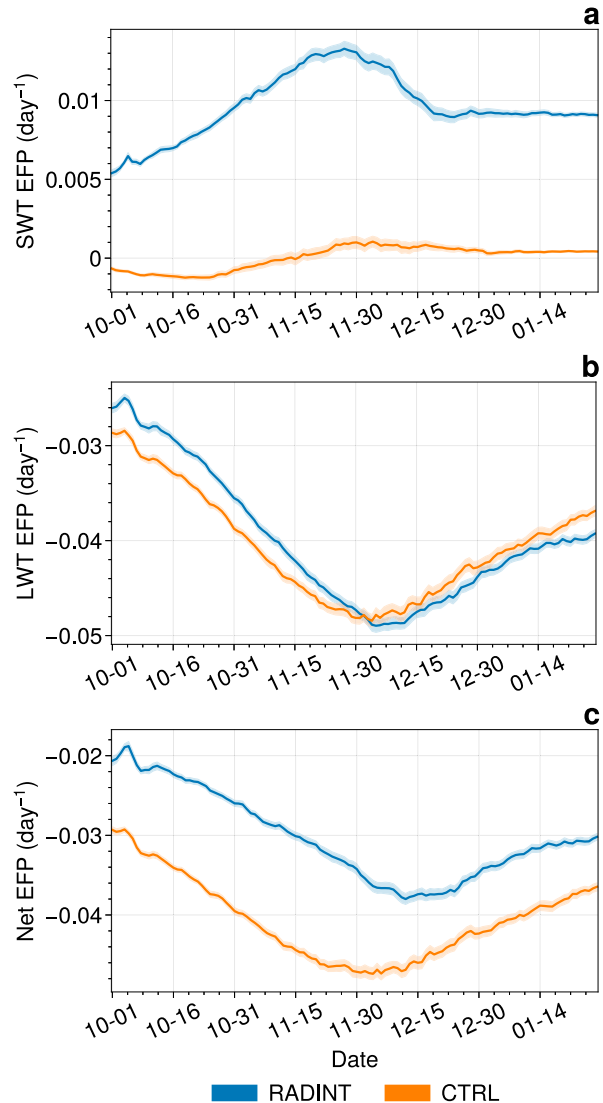 a
SWT EFP (day⁻¹)
0.01
0.005
0
10-01 10-16 10-31 11-15 11-30 12-15 12-30 01-14
b
LWT EFP (day⁻¹)
−0.03
−0.04
−0.05
10-01 10-16 10-31 11-15 11-30 12-15 12-30 01-14
c
Net EFP (day⁻¹)
−0.02
−0.03
−0.04
10-01 10-16 10-31 11-15 11-30 12-15 12-30 01-14
Date
RADINT CTRL